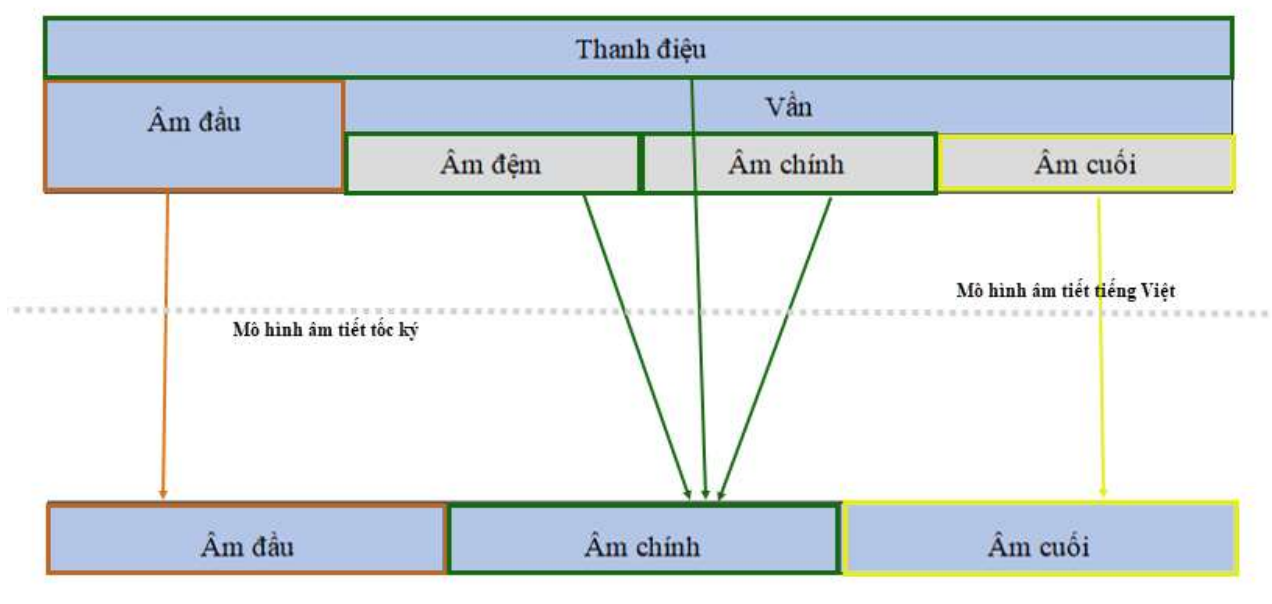 Thanh điệu
Âm đầu
Vần
Âm đệm
Âm chính
Âm cuối
Mô hình âm tiết tiếng Việt
Mô hình âm tiết tốc ký
Âm đầu
Âm chính
Âm cuối